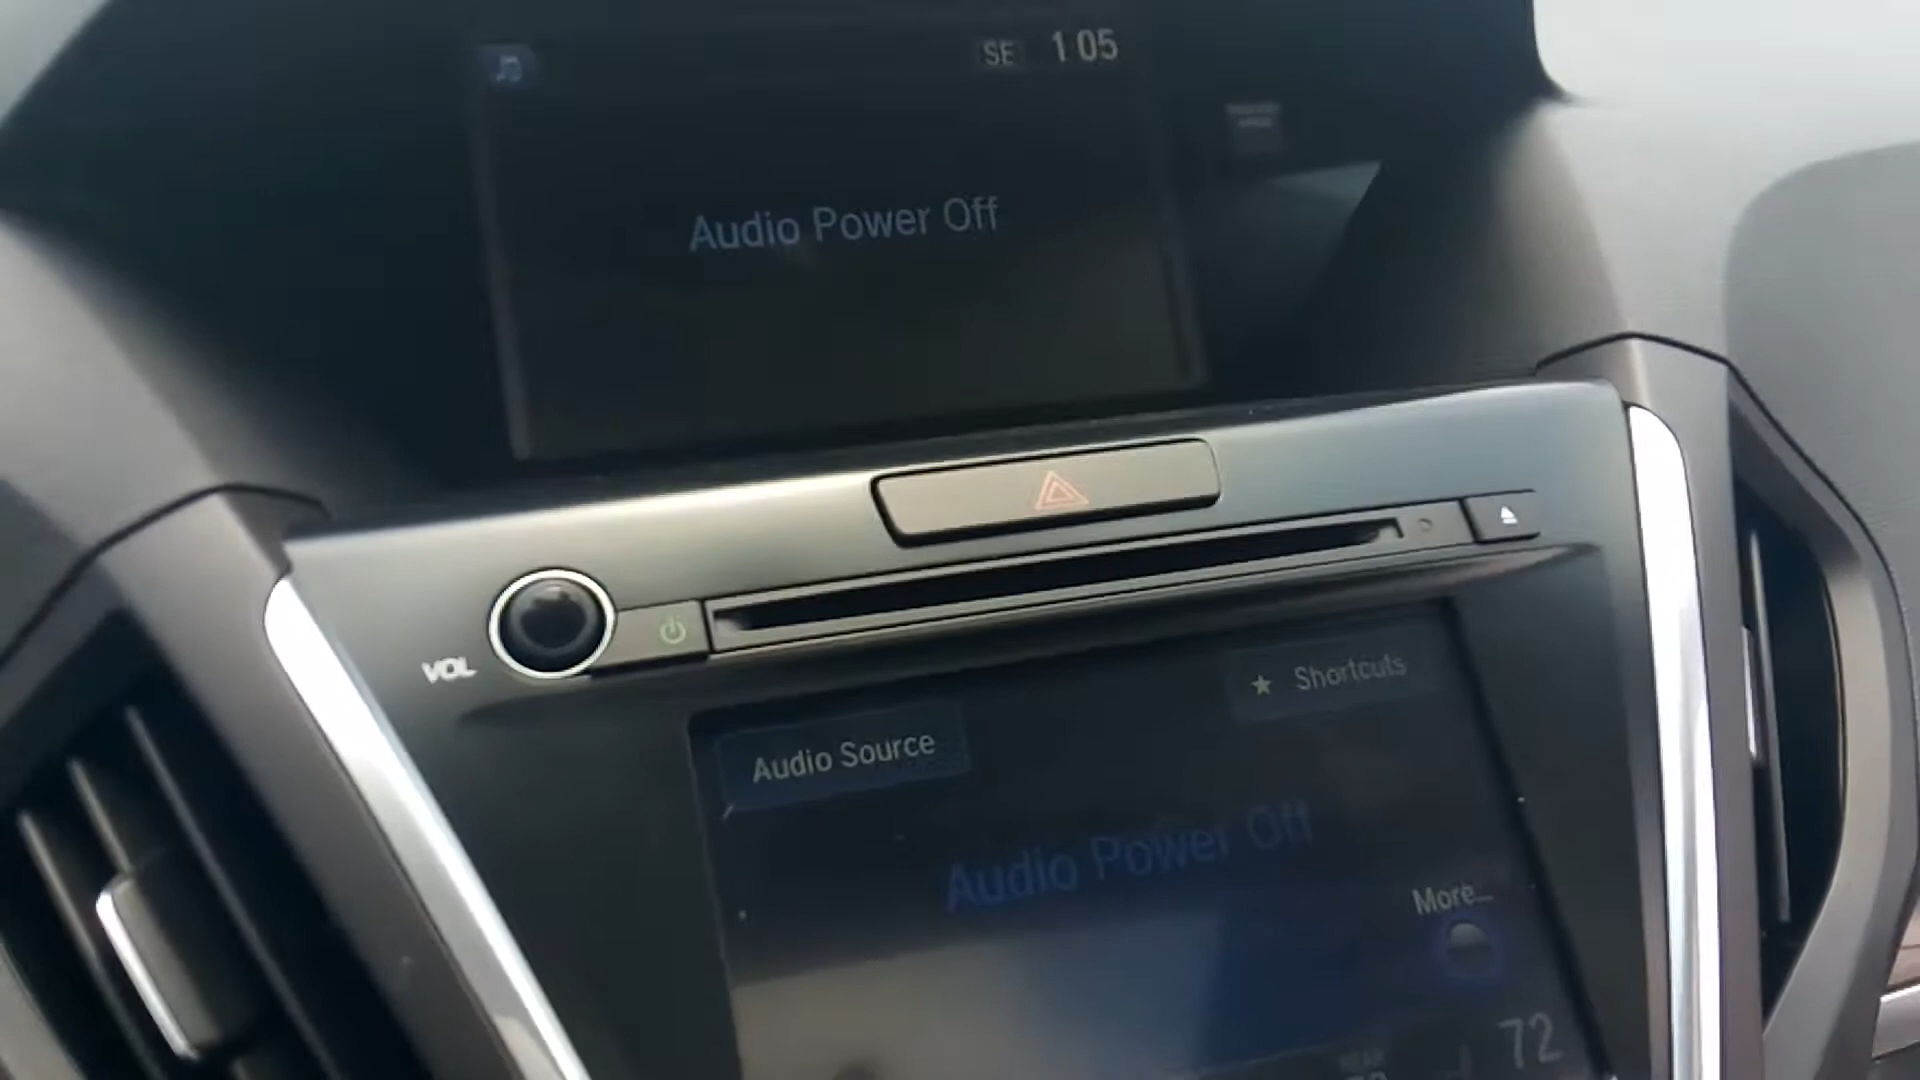 SE 1 05
Audio Power Off
VOL
Shortcuts
Audio Source
Audio Power Off
More...
72